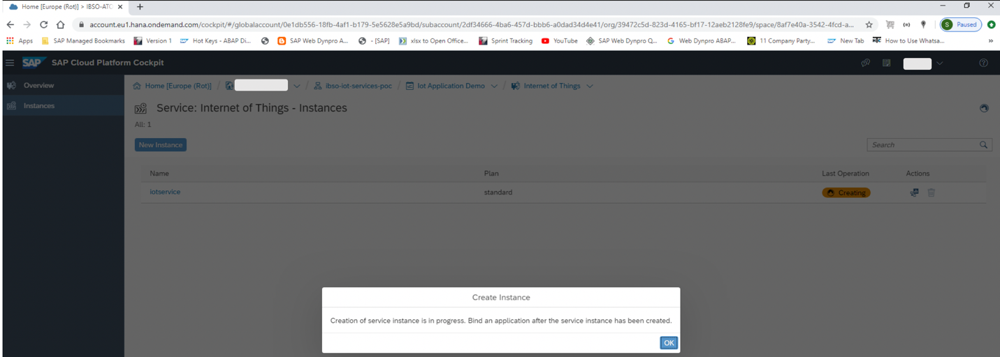 Home [Europe (Rot)] > IBSO-ATC
account.eu1.hana.ondemand.com/cockpit/#/globalaccount/0e1db556-18fb-4af1-b179-5e5628e5a9bd/subaccount/2df34666-4ba6-457d-bbb6-a0dad34d4e41/org/39472c5d-823d-4165-bf17-12aeb2128fe9/space/8af7e40a-3542-4fcd-a...
S Paused
Apps SAP Managed Bookmarks Version 1 Hot Keys - ABAP Di... SAP Web Dynpro A... - [SAP] xlsx to Open Office... Sprint Tracking YouTube SAP Web Dynpro Q... Web Dynpro ABAP... 11 Company Party... New Tab How to Use Whatsa... »
SAP SAP Cloud Platform Cockpit
Overview
Instances
Home [Europe (Rot)] / / ibso-iot-services-poc / Iot Application Demo / Internet of Things
Service: Internet of Things - Instances
All: 1
New Instance
Search
Name Plan Last Operation Actions
iotservice standard Creating
Create Instance
Creation of service instance is in progress. Bind an application after the service instance has been created.
OK